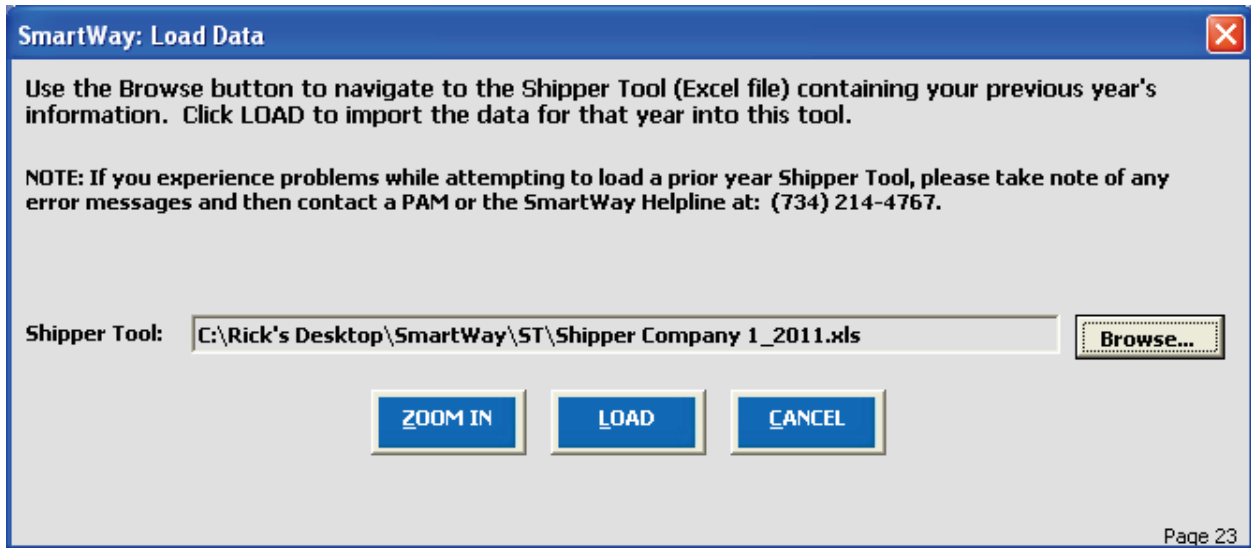 SmartWay: Load Data
Use the Browse button to navigate to the Shipper Tool (Excel file) containing your previous year's
information.  Click LOAD to import the data for that year into this tool.
NOTE: If you experience problems while attempting to load a prior year Shipper Tool, please take note of any
error messages and then contact a PAM or the SmartWay Helpline at:  (734) 214-4767.
Shipper Tool: C:\Rick's Desktop\SmartWay\ST\Shipper Company 1_2011.xls Browse...
ZOOM IN LOAD CANCEL
Page 23